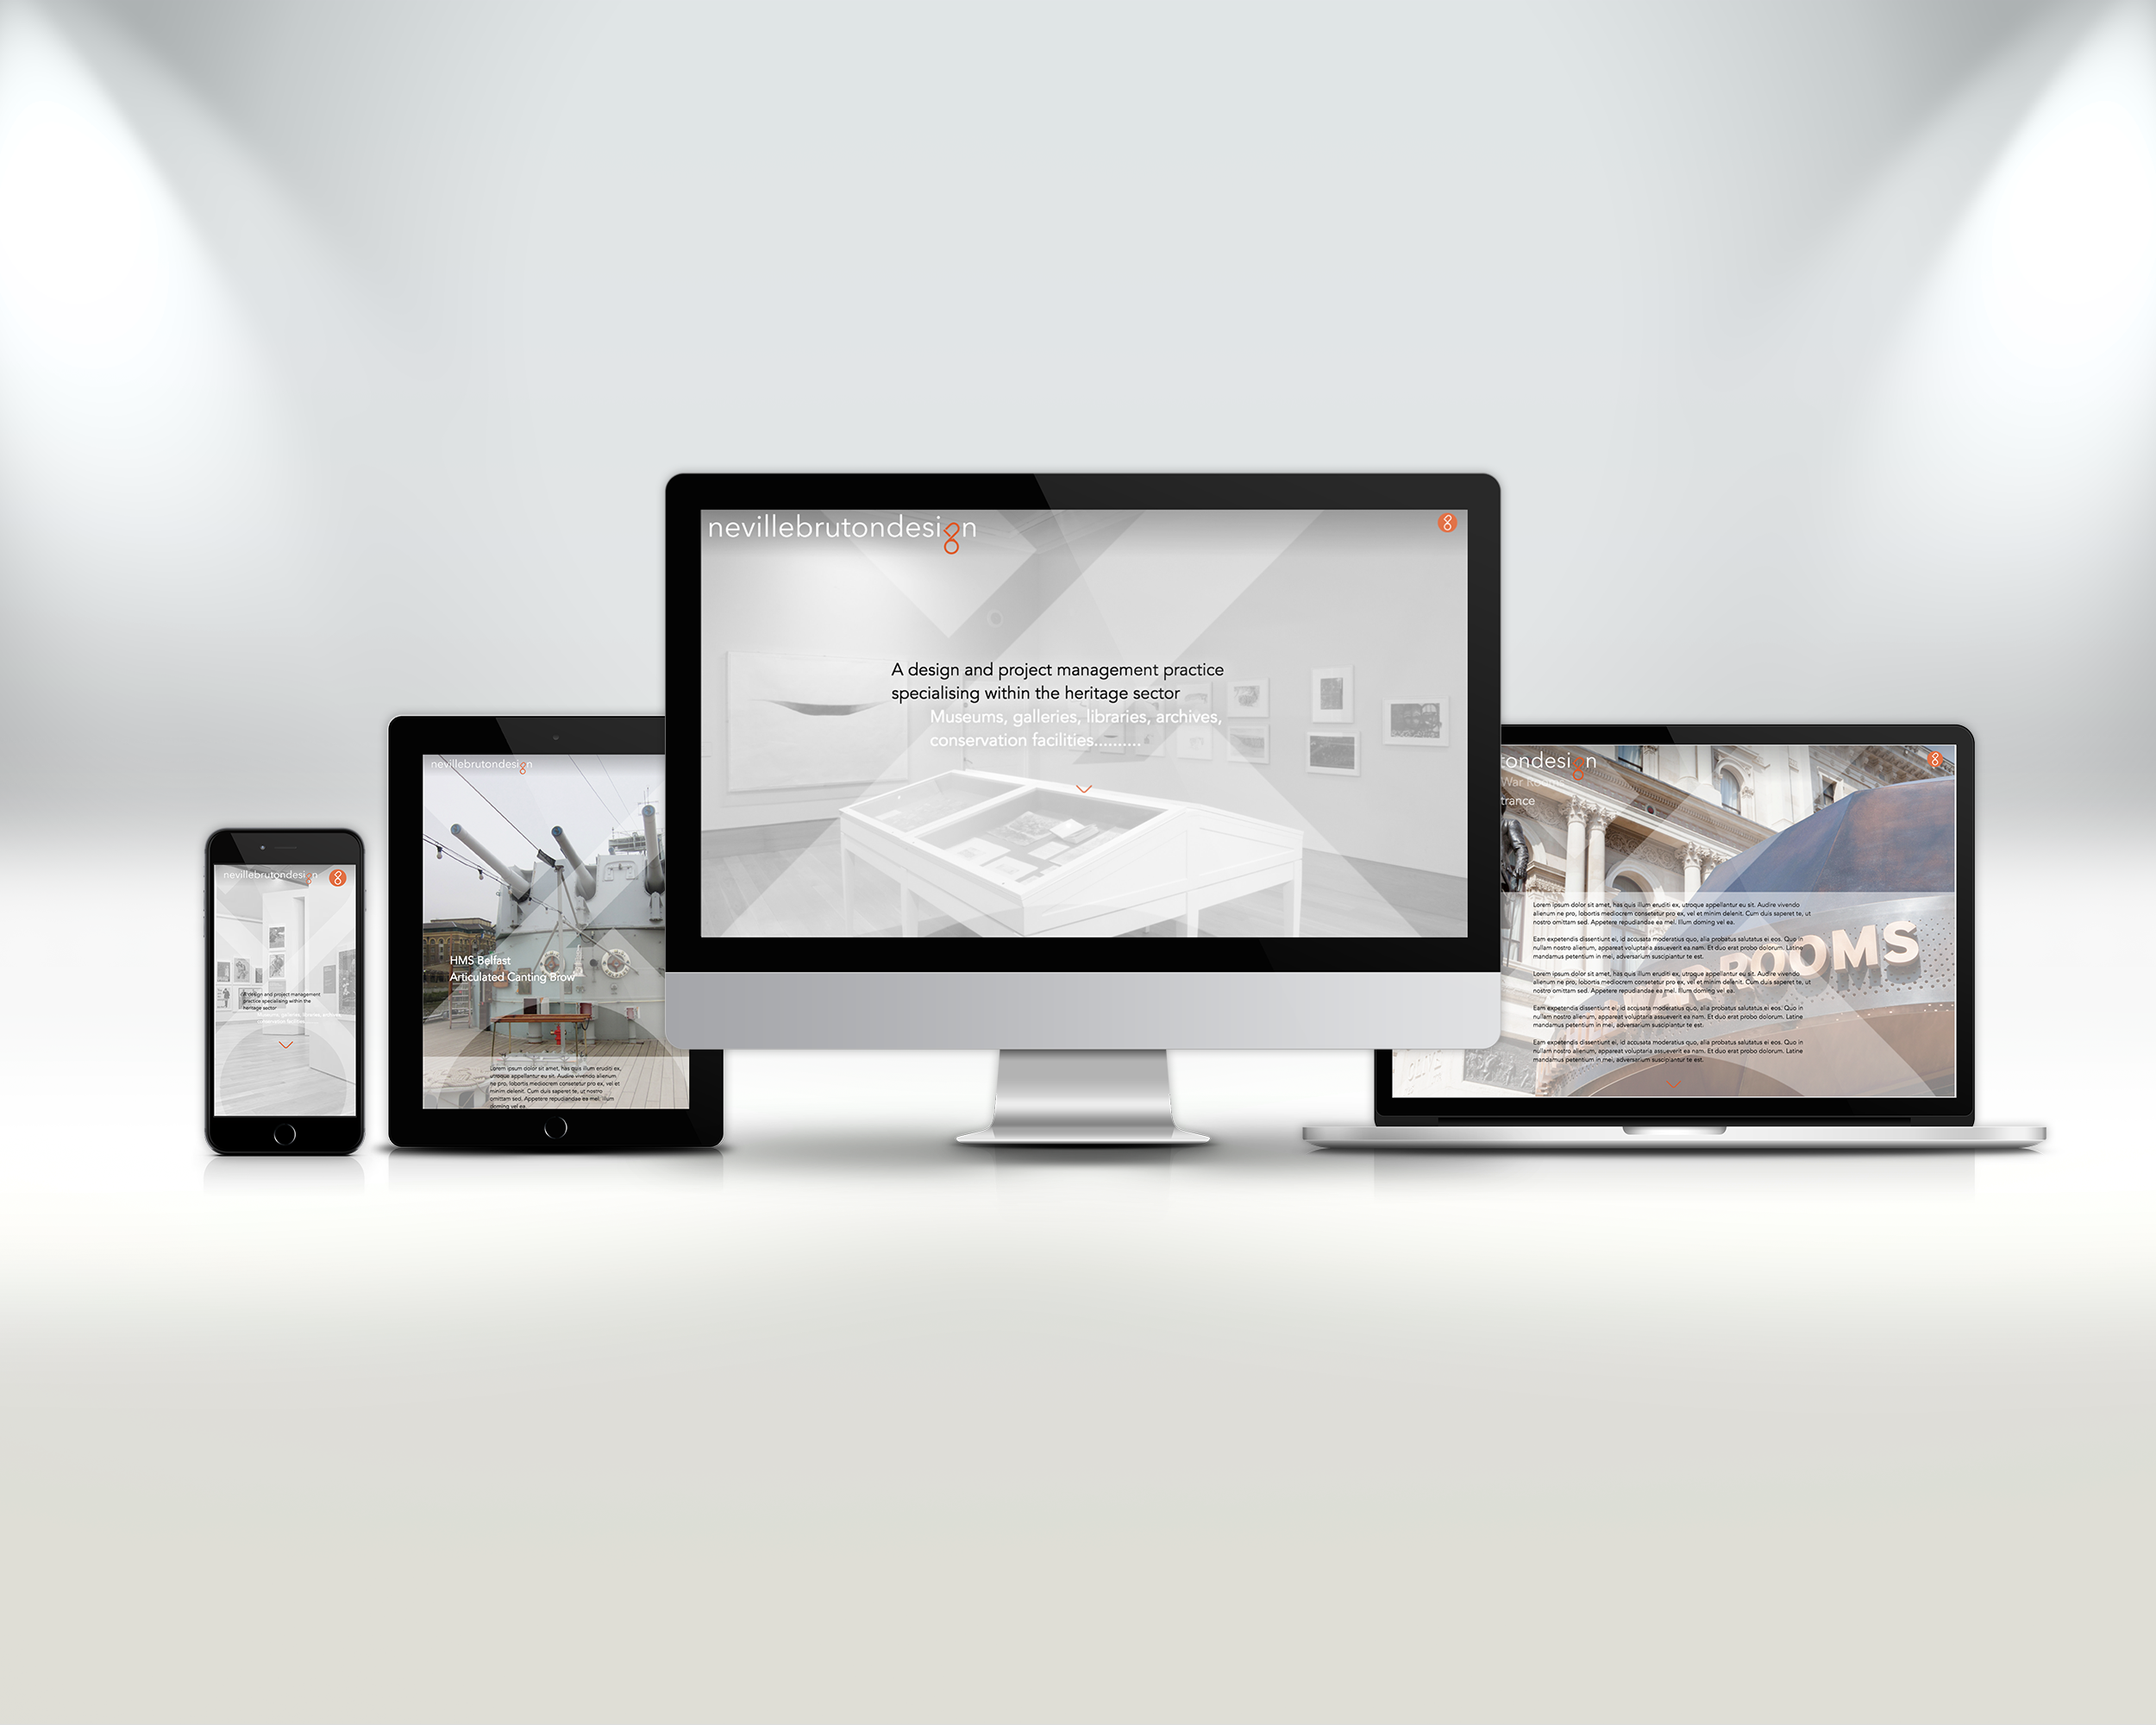 nevillebrutondesign
A design and project management practice
specialising within the heritage sector
Museums, galleries, libraries, archives,
conservation facilities..........
nevillebrutondesign
A design and project management
practice specialising within the
heritage sector
Museums, galleries, libraries, archives,
nevillebrutondesign
HMS Belfast
Articulated Canting Brow
Lorem ipsum dolor sit amet, has quis illum eruditi ex,
utroque appellantur eu sit. Audire vivendo alienum
ne pro, lobortis mediocrem consetetur pro ex, vel et
minim delenit. Cum duis saperet te, ut nostro
omittam sed. Appetere repudiandae ex mel. Illum
doming vel ea.
tondesign
War
trance
ROOMS
Lorem ipsum dolor sit amet, has quis illum eruditi ex, utroque appellantur eu sit. Audire vivendo
alienum ne pro, lobortis mediocrem consetetur pro ex, vel et minim delenit. Cum duis saperet te, ut
nostro omittam sed. Appetere repudiandae ea mel. Illum doming vel ea.
Eam expetendis dissentiunt ei, id accusata moderatius quo, alia probatus salutatus ei eos. Quo in
nullam nostro alienum, appareat voluptaria assueverit ea nam. Et duo erat probo dolorum. Latine
mandamus petentium in mei, adversarium suscipiantur te est.
Lorem ipsum dolor sit amet, has quis illum eruditi ex, utroque appellantur eu sit. Audire vivendo
alienum ne pro, lobortis mediocrem consetetur pro ex, vel et minim delenit. Cum duis saperet te, ut
nostro omittam sed. Appetere repudiandae ea mel. Illum doming vel ea.
Eam expetendis dissentiunt ei, id accusata moderatius quo, alia probatus salutatus ei eos. Quo in
nullam nostro alienum, appareat voluptaria assueverit ea nam. Et duo erat probo dolorum. Latine
mandamus petentium in mei, adversarium suscipiantur te est.
Eam expetendis dissentiunt ei, id accusata moderatius quo, alia probatus salutatus ei eos. Quo in
nullam nostro alienum, appareat voluptaria assueverit ea nam. Et duo erat probo dolorum. Latine
mandamus petentium in mei, adversarium suscipiantur te est.